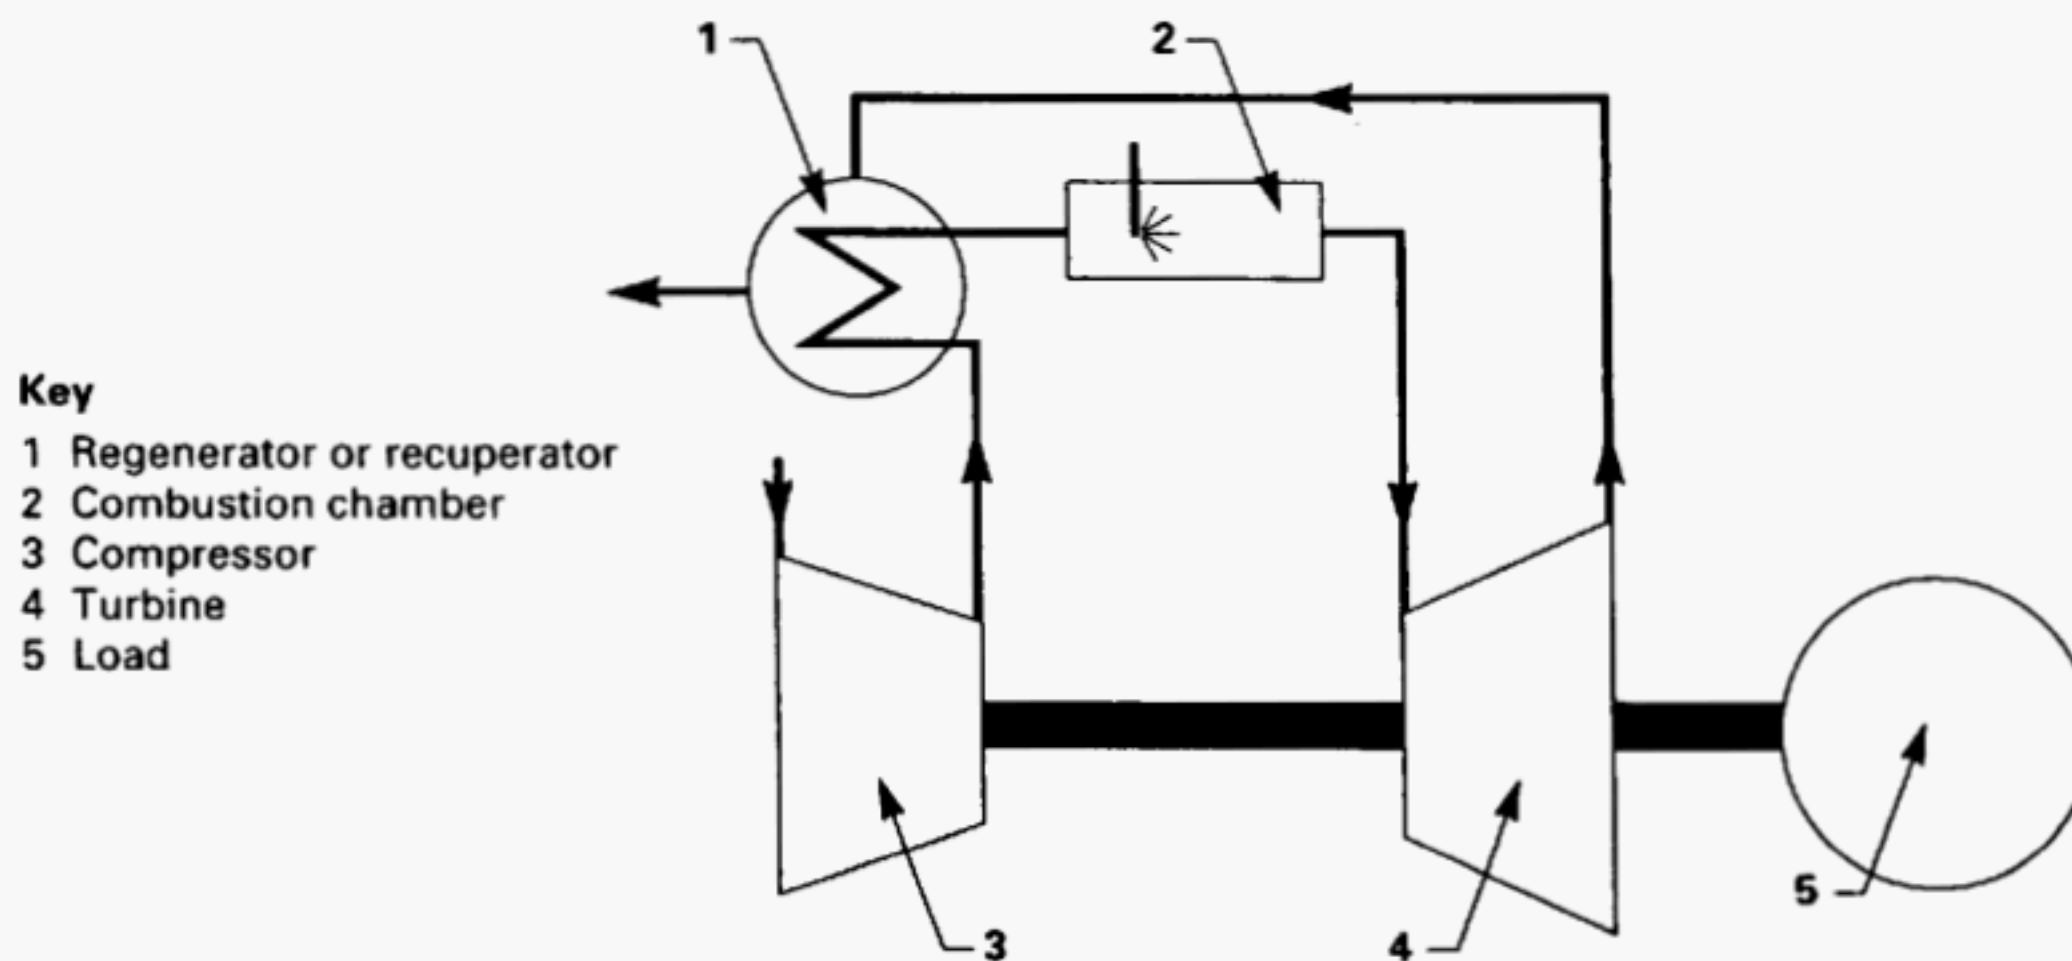 1
2
Key
1 Regenerator or recuperator
2 Combustion chamber
3 Compressor
4 Turbine
5 Load
5
3
4